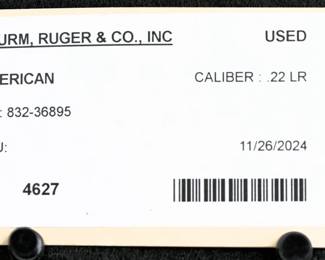 URM, RUGER & CO., INC USED
ERICAN CALIBER : .22 LR
: 832-36895
U: 11/26/2024
4627